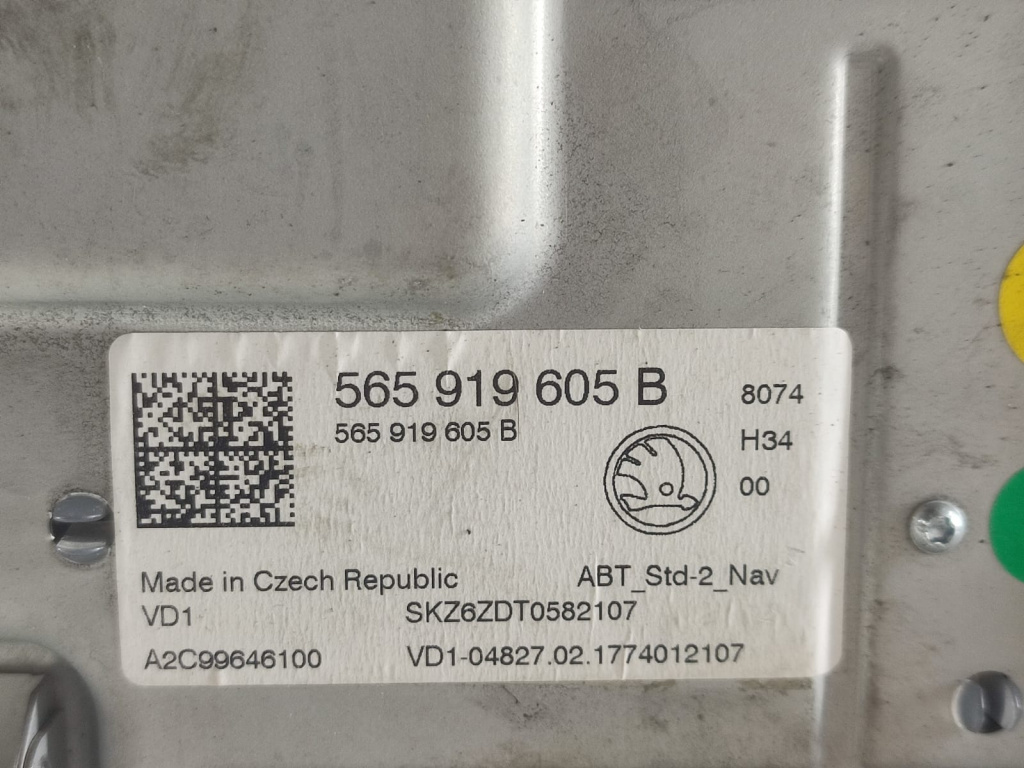 565 919 605 B
565 919 605 B
8074
H34
00
Made in Czech Republic
ABT_Std-2_Nav
VD1
SKZ6ZDT0582107
A2C99646100
VD1-04827.02.1774012107